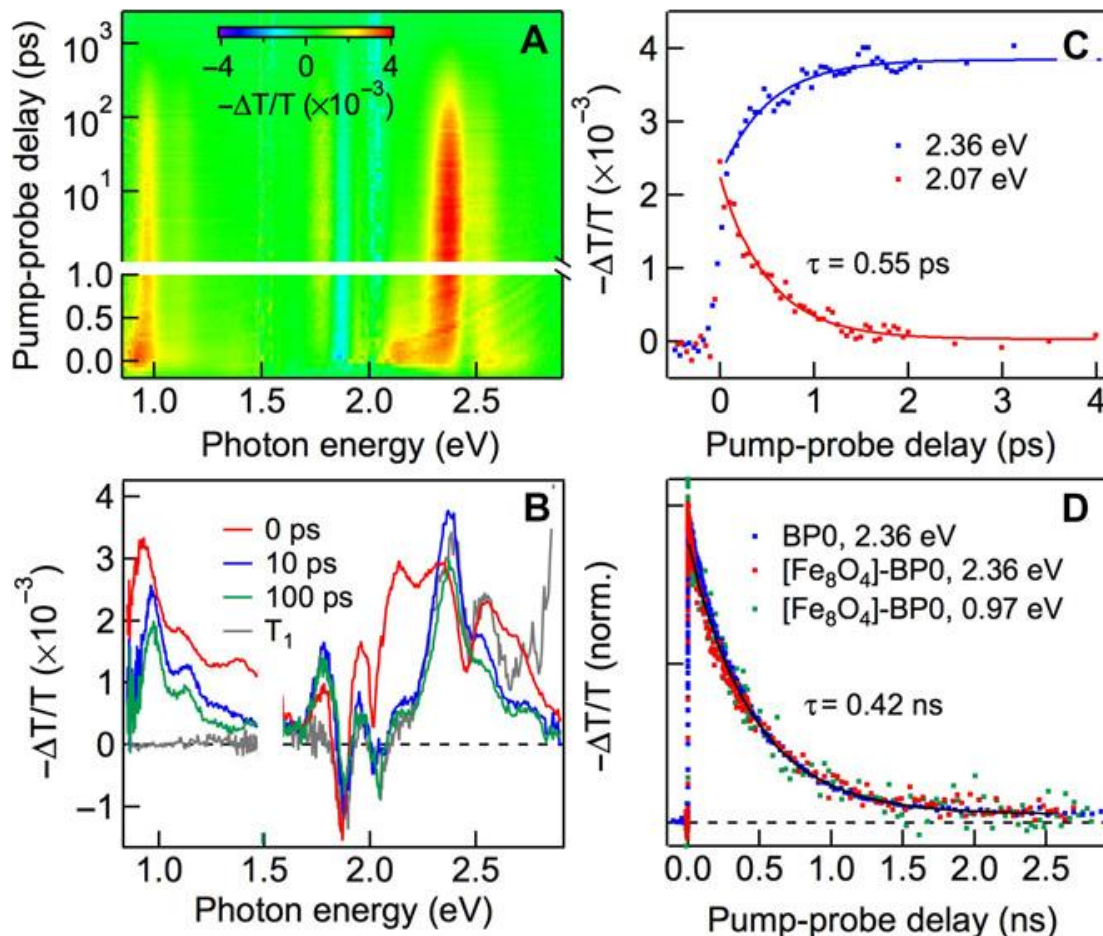 A
Pump-probe delay (ps)
10³
10²
10¹
1.0
0.5
0.0
−4 0 4
−ΔT/T (×10⁻³)
1.0 1.5 2.0 2.5
Photon energy (eV)
C
−ΔT/T (×10⁻³)
4
3
2
1
0
2.36 eV
2.07 eV
τ = 0.55 ps
0 1 2 3 4
Pump-probe delay (ps)
B
−ΔT/T (×10⁻³)
4
3
2
1
0
−1
0 ps
10 ps
100 ps
T₁
1.0 1.5 2.0 2.5
Photon energy (eV)
D
−ΔT/T (norm.)
BP0, 2.36 eV
[Fe₈O₄]-BP0, 2.36 eV
[Fe₈O₄]-BP0, 0.97 eV
τ = 0.42 ns
0.0 0.5 1.0 1.5 2.0 2.5
Pump-probe delay (ns)